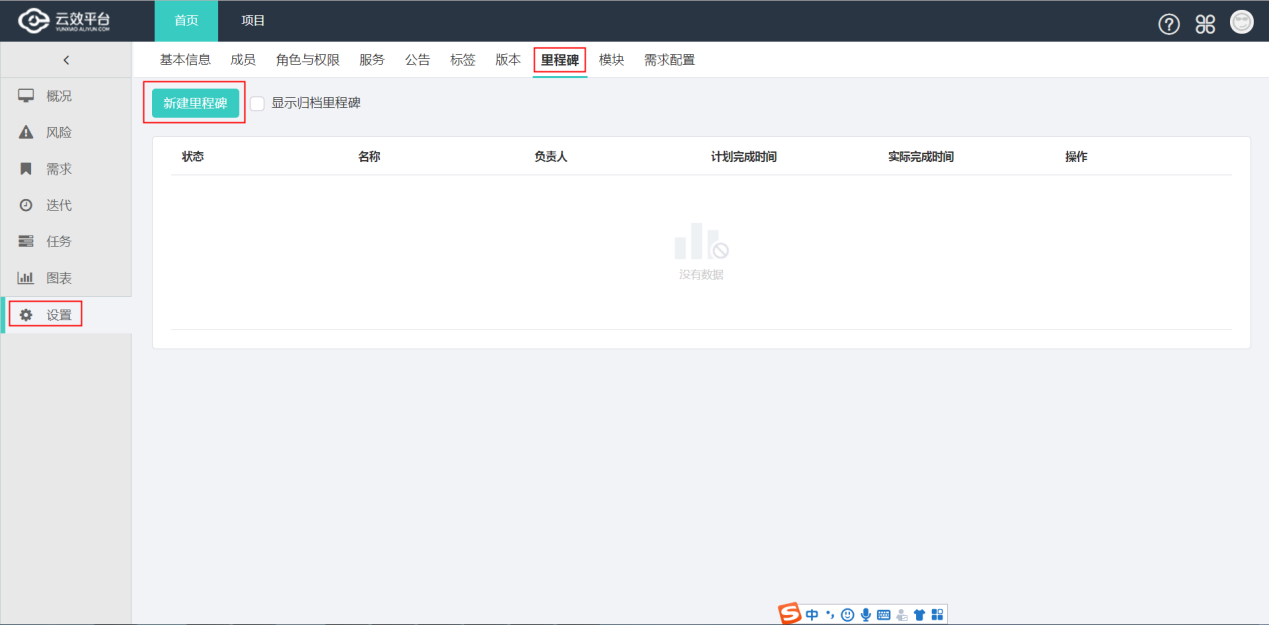 云效平台 首页 项目
YUNXIAO.ALIYUN.COM
基本信息 成员 角色与权限 服务 公告 标签 版本 里程碑 模块 需求配置
概况
风险
需求
迭代
任务
图表
设置
新建里程碑 显示归档里程碑
状态 名称 负责人 计划完成时间 实际完成时间 操作
没有数据
中